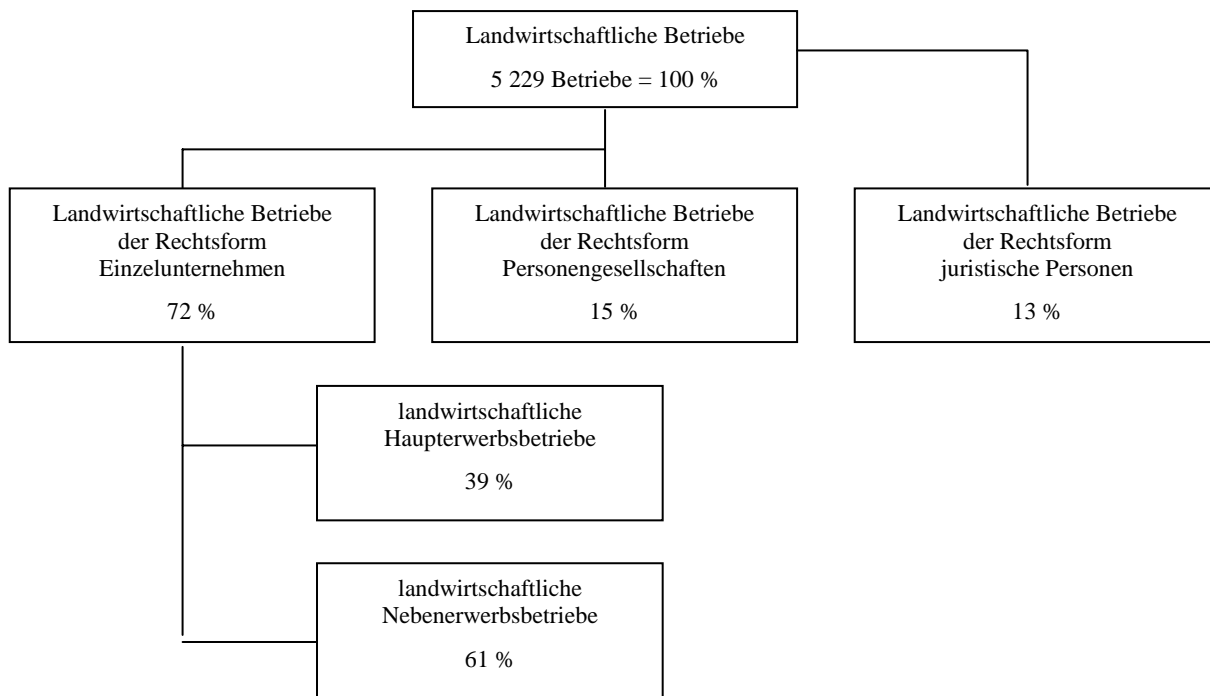 Landwirtschaftliche Betriebe
5 229 Betriebe = 100 %
Landwirtschaftliche Betriebe
der Rechtsform
Einzelunternehmen
72 %
Landwirtschaftliche Betriebe
der Rechtsform
Personengesellschaften
15 %
Landwirtschaftliche Betriebe
der Rechtsform
juristische Personen
13 %
landwirtschaftliche
Haupterwerbsbetriebe
39 %
landwirtschaftliche
Nebenerwerbsbetriebe
61 %